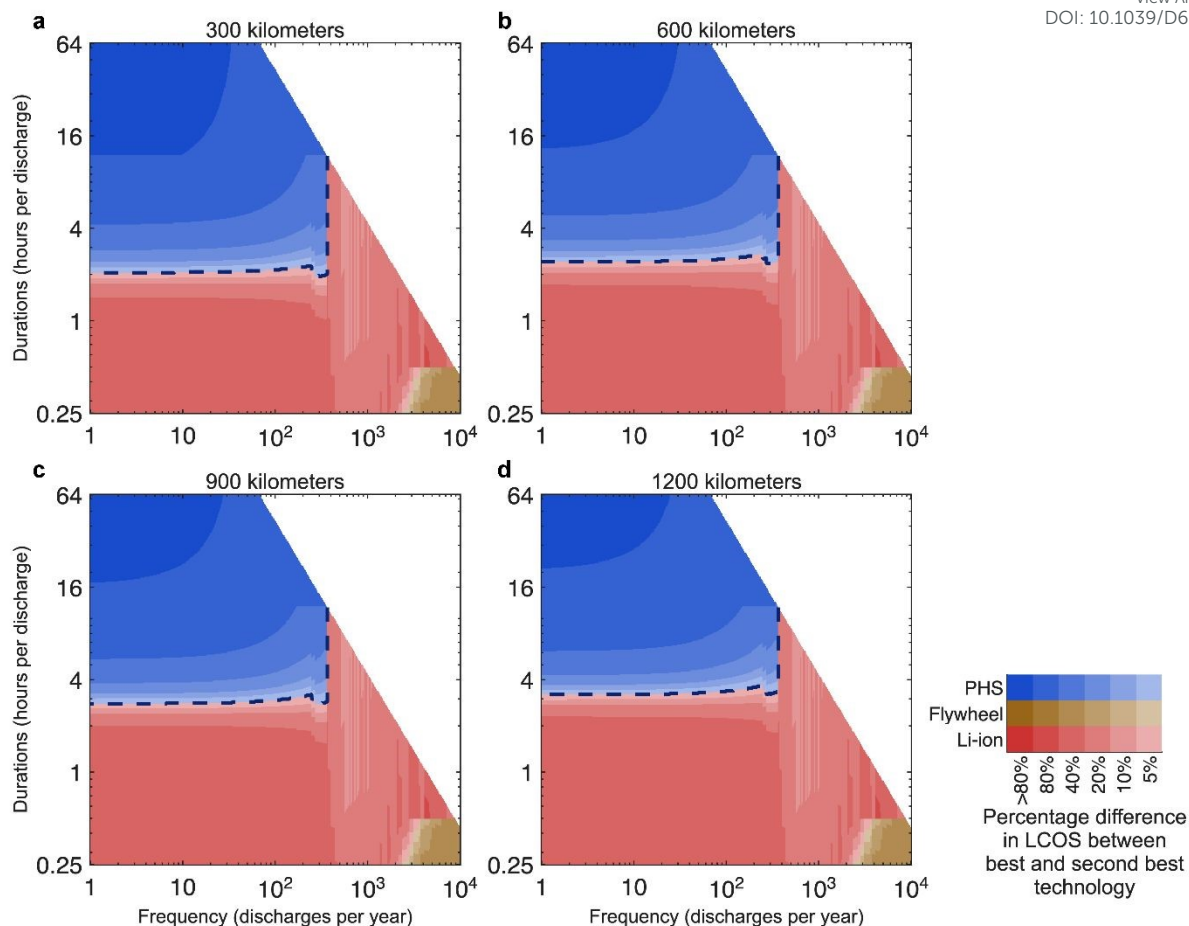 View Ar
DOI: 10.1039/D6
a
300 kilometers
b
600 kilometers
Durations (hours per discharge)
64
16
4
1
0.25
1
10
10²
10³
10⁴
64
16
4
1
0.25
1
10
10²
10³
10⁴
c
900 kilometers
d
1200 kilometers
Durations (hours per discharge)
64
16
4
1
0.25
1
10
10²
10³
10⁴
Frequency (discharges per year)
64
16
4
1
0.25
1
10
10²
10³
10⁴
Frequency (discharges per year)
PHS
Flywheel
Li-ion
>80%
80%
40%
20%
10%
5%
Percentage difference
in LCOS between
best and second best
technology